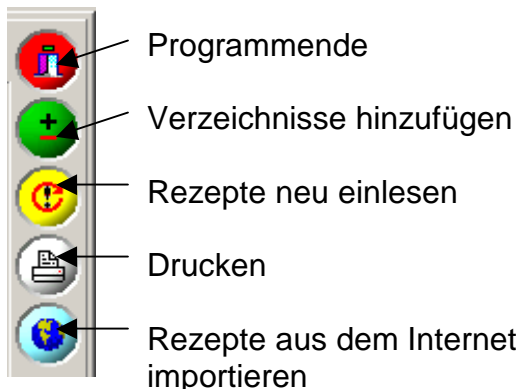 Programmende
Verzeichnisse hinzufügen
Rezepte neu einlesen
Drucken
Rezepte aus dem Internet
importieren